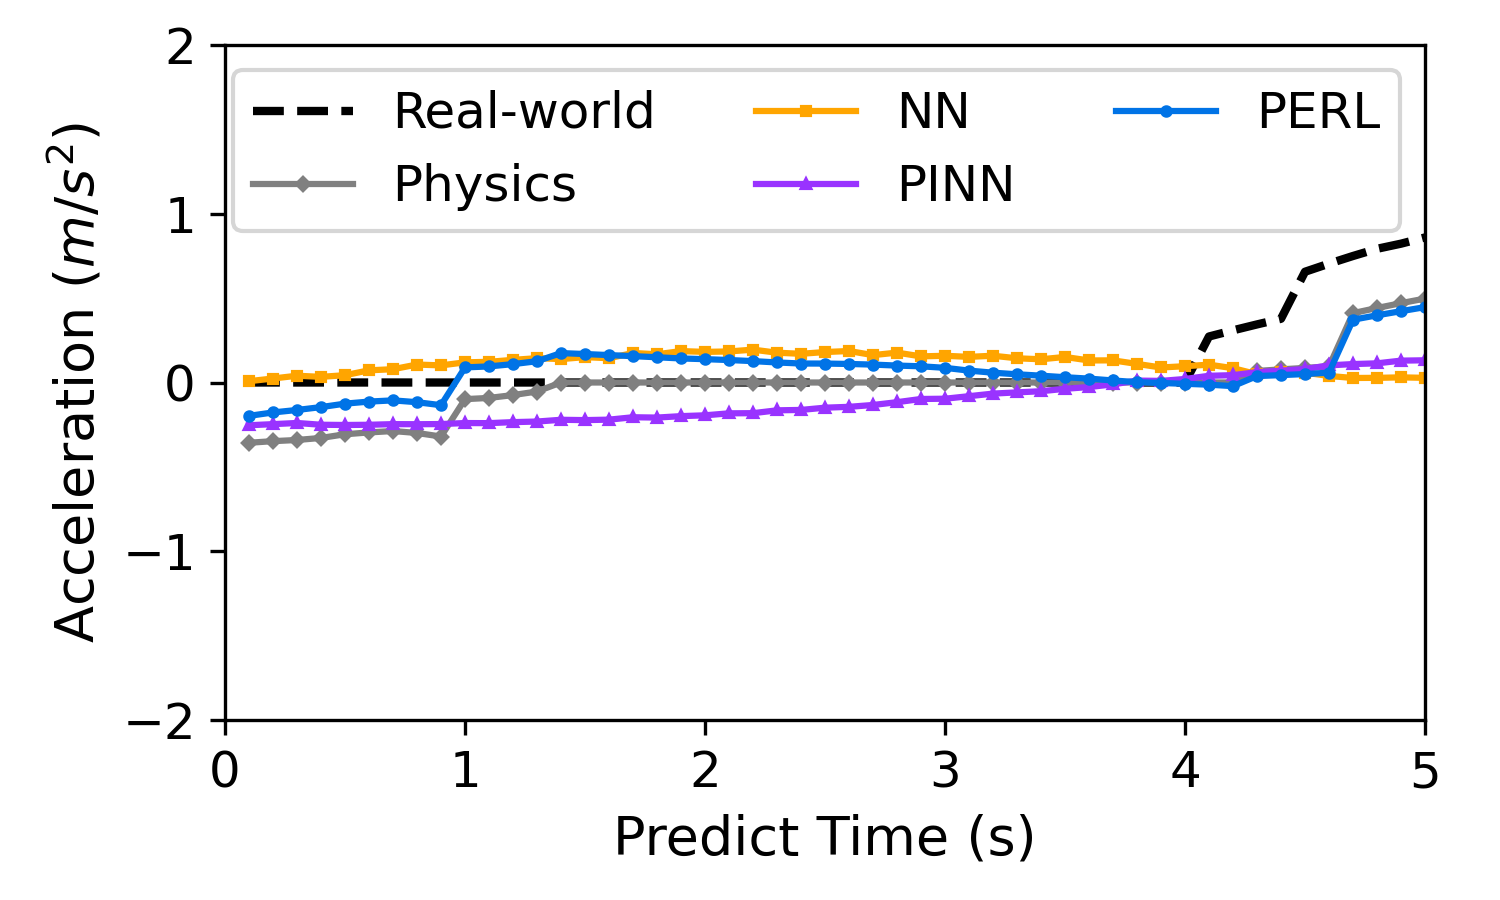 Acceleration (m/s²)
2
1
0
−1
−2
Real-world
Physics
NN
PINN
PERL
0 1 2 3 4 5
Predict Time (s)